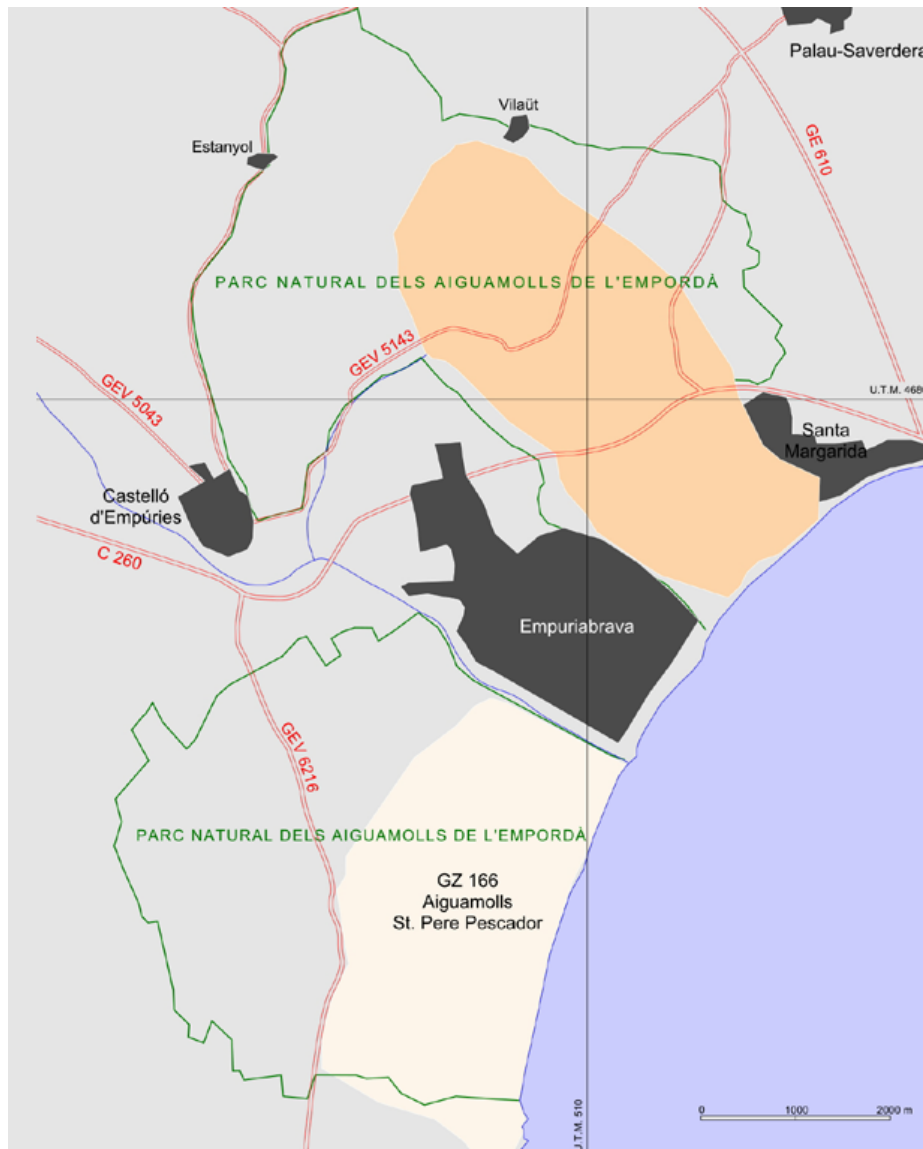 Palau-Saverdera
Vilaüt
Estanyol
GE 610
PARC NATURAL DELS AIGUAMOLLS DE L'EMPORDÀ
GEV 5143
GEV 5043
U.T.M. 468
Santa
Margarida
Castelló
d'Empúries
C 260
Empuriabrava
GEV 6216
PARC NATURAL DELS AIGUAMOLLS DE L'EMPORDÀ
GZ 166
Aiguamolls
St. Pere Pescador
U.T.M. 510
0 1000 2000 m